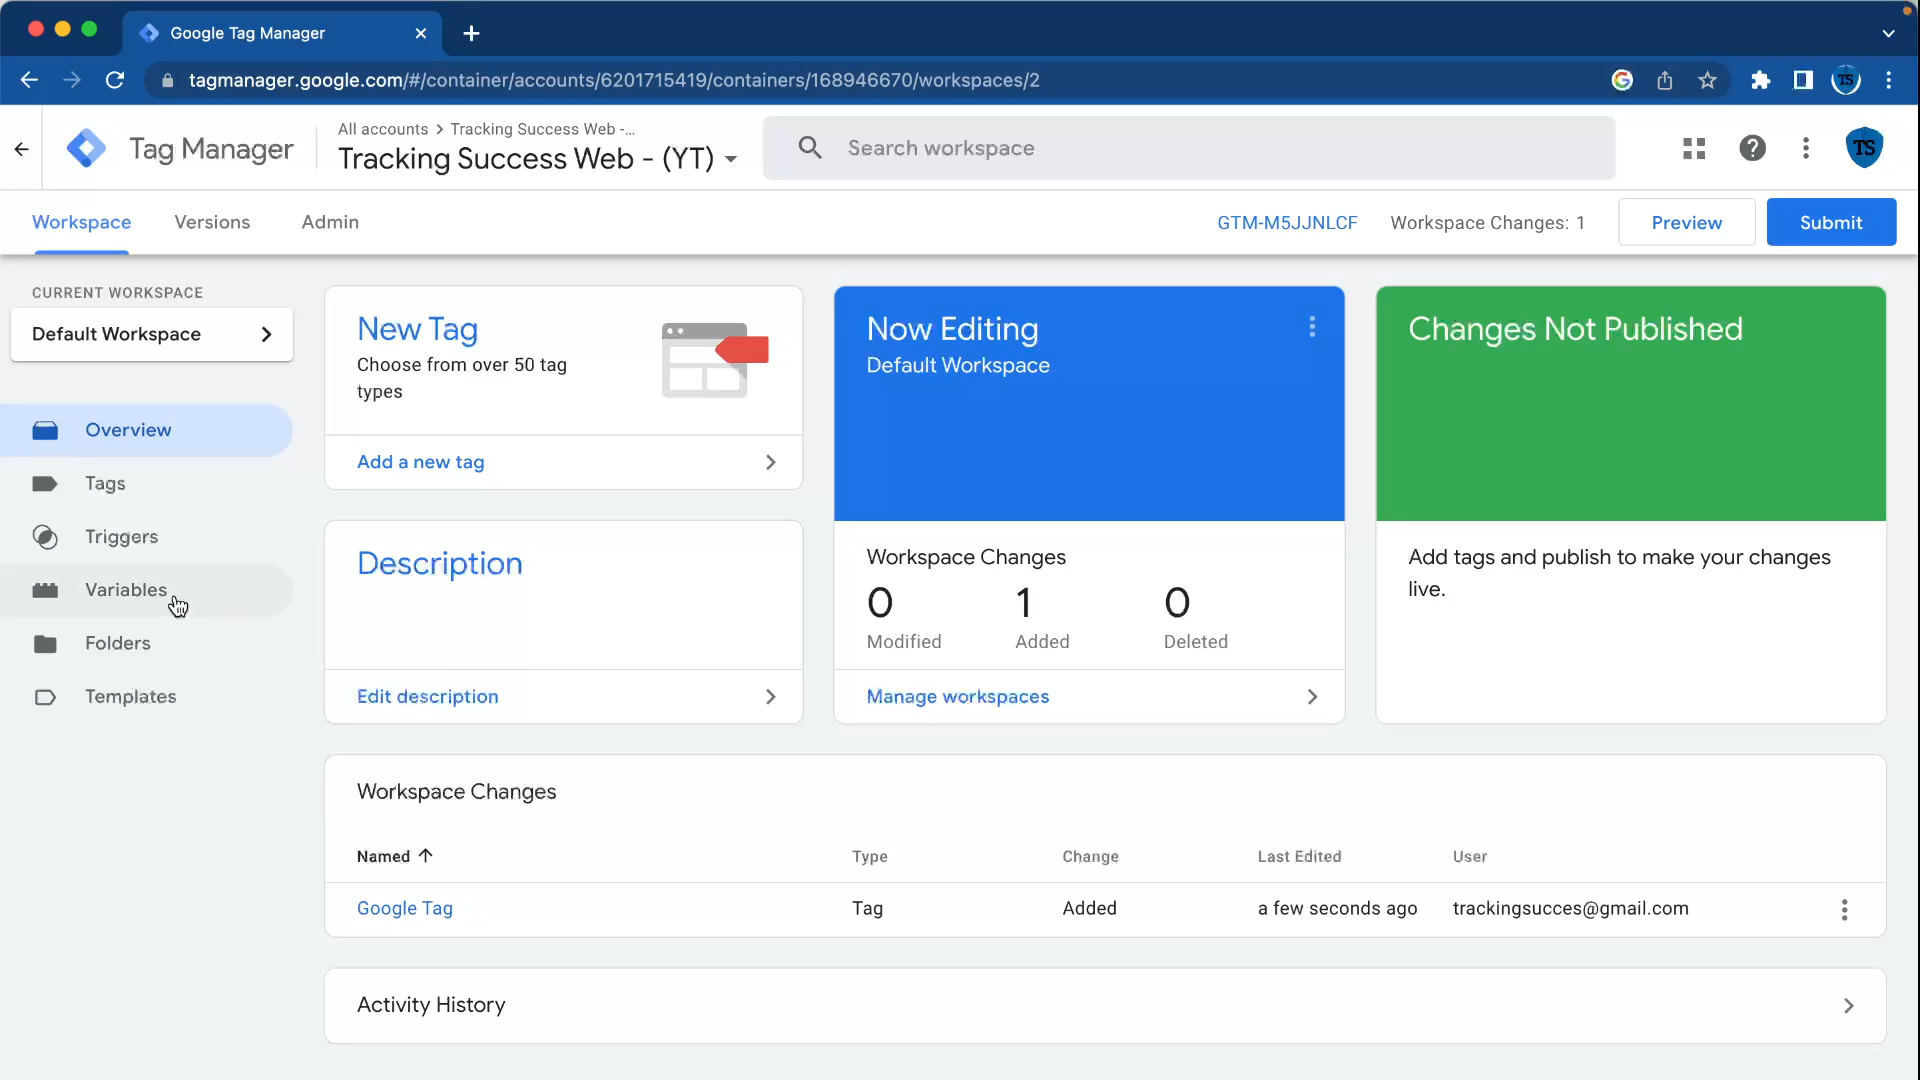 Google Tag Manager
tagmanager.google.com/#/container/accounts/6201715419/containers/168946670/workspaces/2
TS
Tag Manager
All accounts > Tracking Success Web -...
Tracking Success Web - (YT)
Search workspace
TS
Workspace
Versions
Admin
GTM-M5JJNLCF
Workspace Changes: 1
Preview
Submit
CURRENT WORKSPACE
Default Workspace
Overview
Tags
Triggers
Variables
Folders
Templates
New Tag
Choose from over 50 tag
types
Add a new tag
Description
Edit description
Now Editing
Default Workspace
Workspace Changes
0 1 0
Modified Added Deleted
Manage workspaces
Changes Not Published
Add tags and publish to make your changes
live.
Workspace Changes
Named Type Change Last Edited User
Google Tag Tag Added a few seconds ago trackingsucces@gmail.com
Activity History